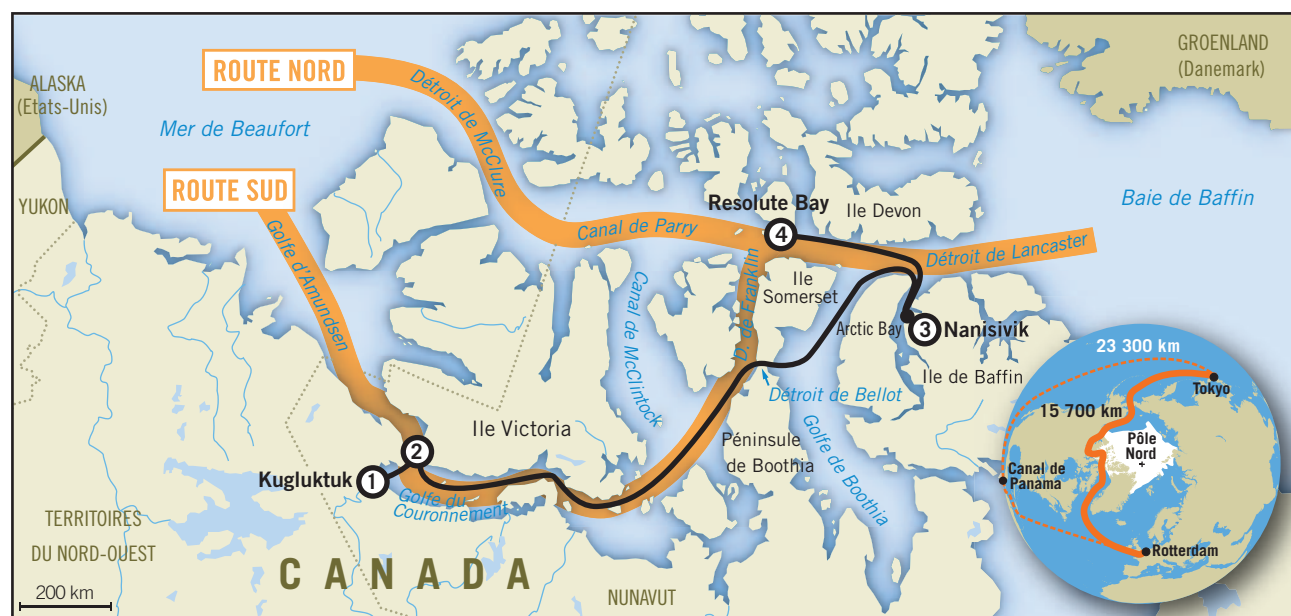 ROUTE NORD
Détroit de McClure
GROENLAND
(Danemark)
ALASKA
(Etats-Unis)
Mer de Beaufort
ROUTE SUD
YUKON
Golfe d'Amundsen
Resolute Bay
4
Ile Devon
Baie de Baffin
Canal de Parry
Détroit de Lancaster
D. de Franklin
Canal de McClintock
Ile
Somerset
Arctic Bay
3
Nanisivik
Ile de Baffin
Détroit de Bellot
Golfe de Boothia
Péninsule
de Boothia
Ile Victoria
2
Kugluktuk
1
Golfe du
Couronnement
TERRITOIRES
DU NORD-OUEST
CANADA
NUNAVUT
200 km
23 300 km
Tokyo
15 700 km
Pôle
Nord
+
Canal de
Panama
Rotterdam